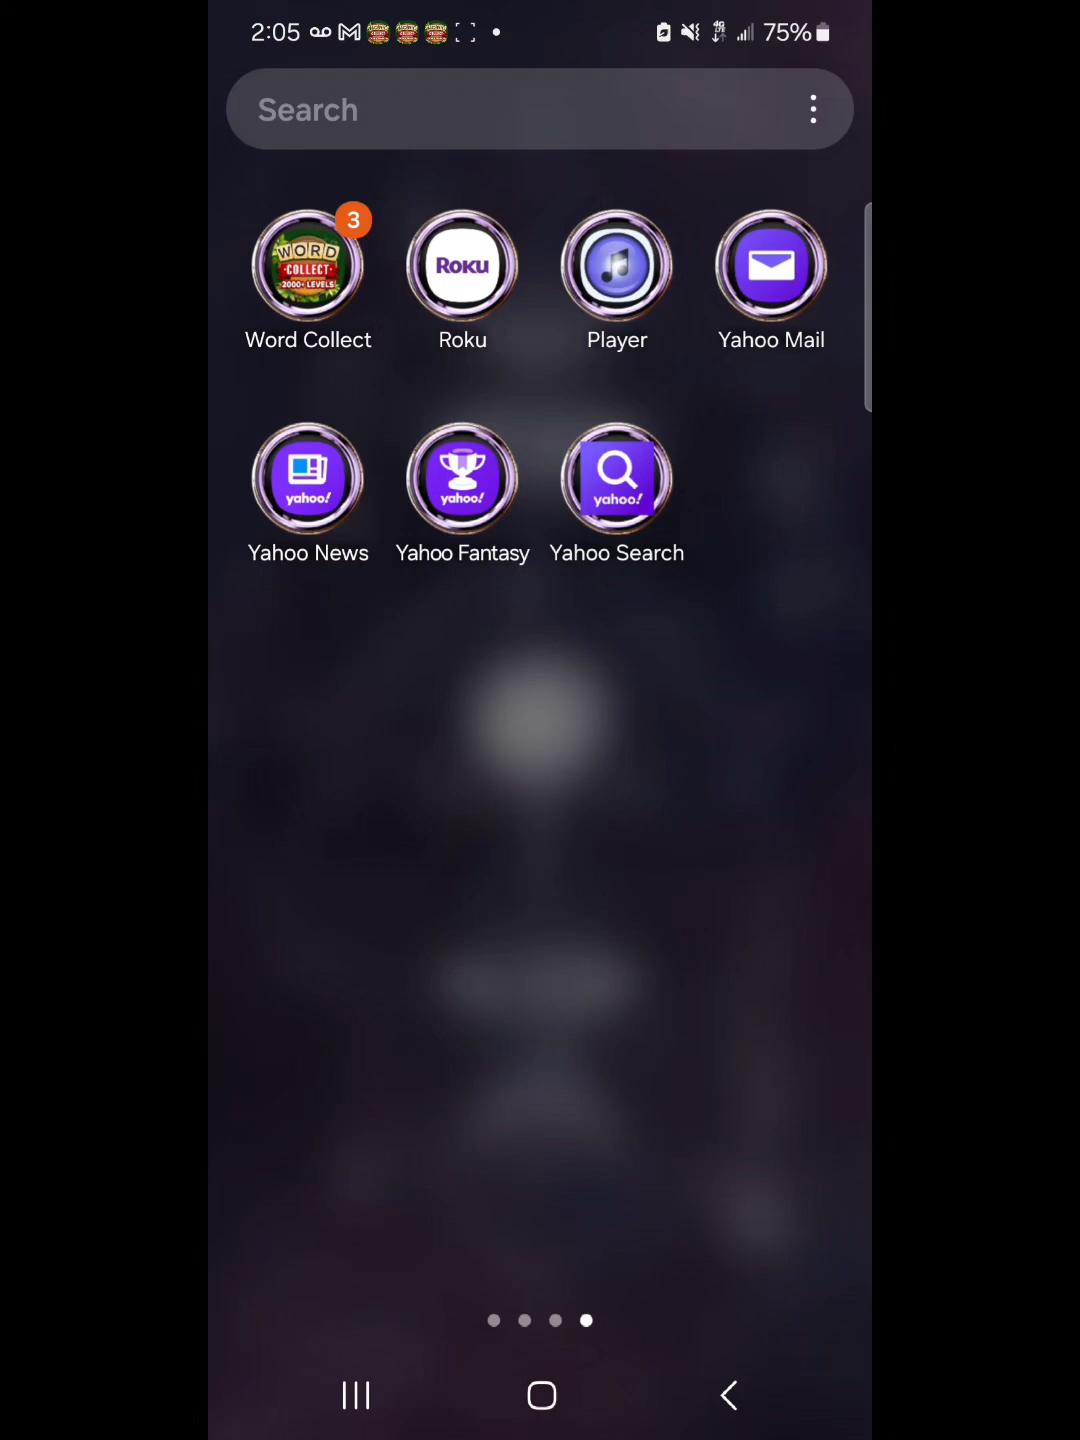 2:05 75%
Search
3
WORD
COLLECT
2000+ LEVELS
ROKU
Word Collect Roku Player Yahoo Mail
yahoo! yahoo! yahoo!
Yahoo News Yahoo Fantasy Yahoo Search